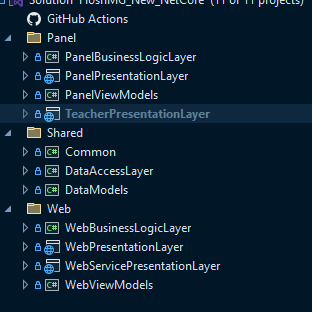 Solution 'HoshMG_New_NetCore' (11 of 11 projects)
GitHub Actions
Panel
PanelBusinessLogicLayer
PanelPresentationLayer
PanelViewModels
TeacherPresentationLayer
Shared
Common
DataAccessLayer
DataModels
Web
WebBusinessLogicLayer
WebPresentationLayer
WebServicePresentationLayer
WebViewModels